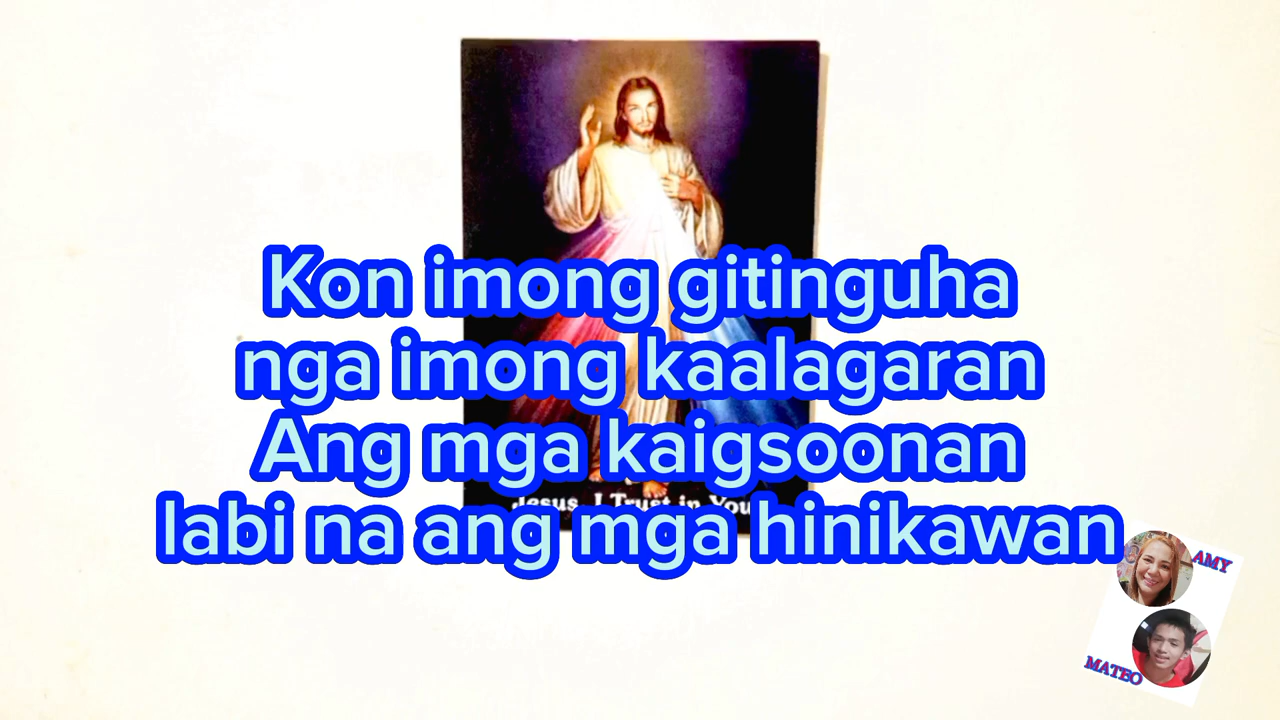 Kon imong gitinguha
nga imong kaalagaran
Ang mga kaigsoonan
Jesus, I Trust in You
labi na ang mga hinikawan
AMY
MATEO